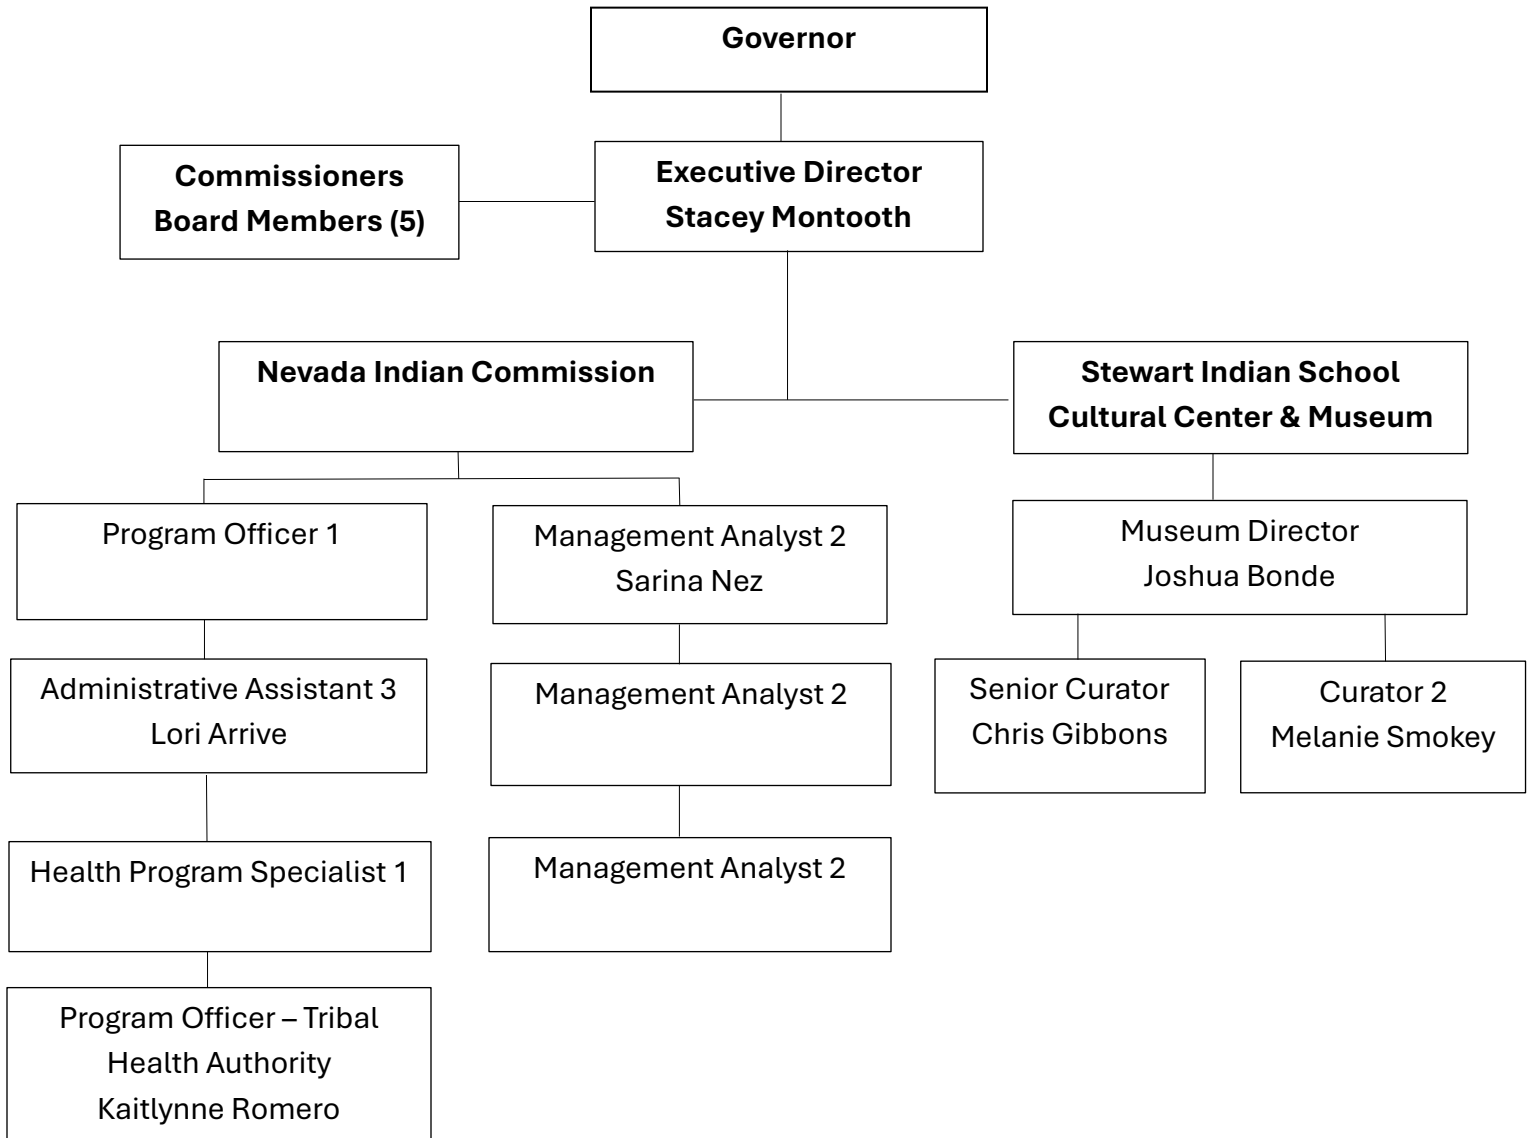 Governor
Commissioners
Board Members (5)
Executive Director
Stacey Montooth
Nevada Indian Commission
Stewart Indian School
Cultural Center & Museum
Program Officer 1
Management Analyst 2
Sarina Nez
Museum Director
Joshua Bonde
Administrative Assistant 3
Lori Arrive
Management Analyst 2
Senior Curator
Chris Gibbons
Curator 2
Melanie Smokey
Health Program Specialist 1
Management Analyst 2
Program Officer – Tribal
Health Authority
Kaitlynne Romero